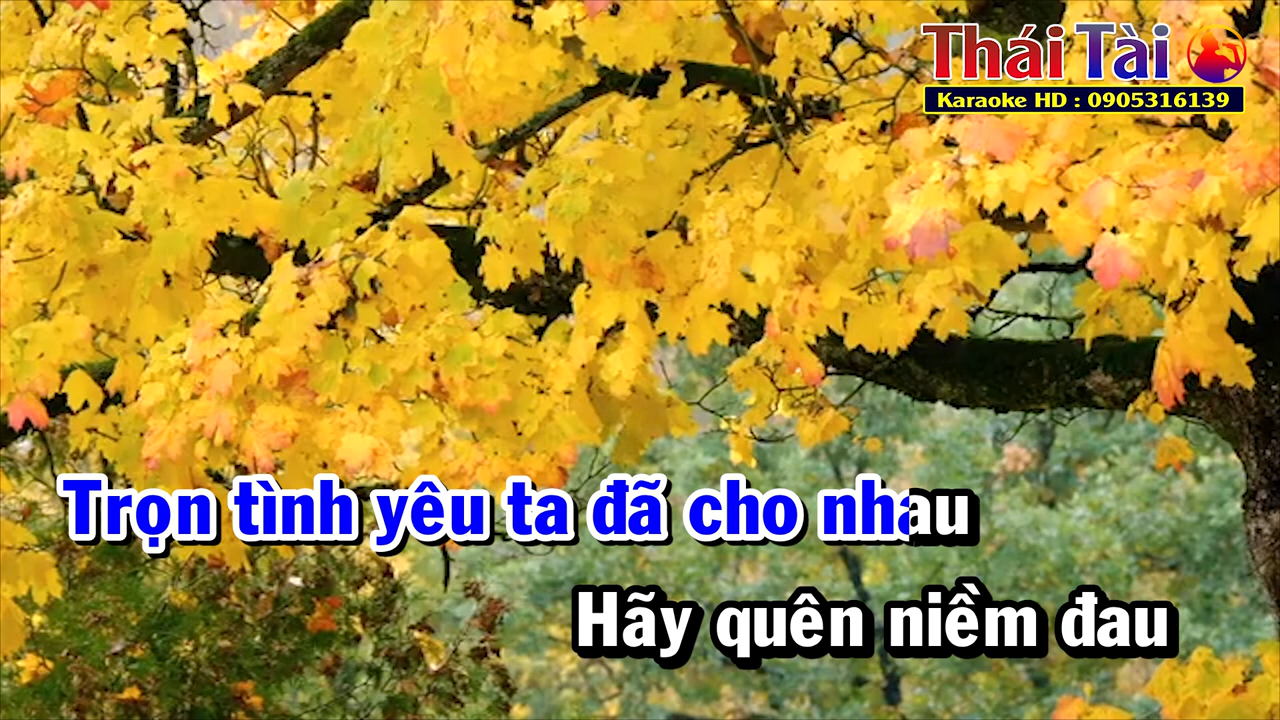 Thái Tài
Karaoke HD : 0905316139
Trọn tình yêu ta đã cho nhau
Hãy quên niềm đau